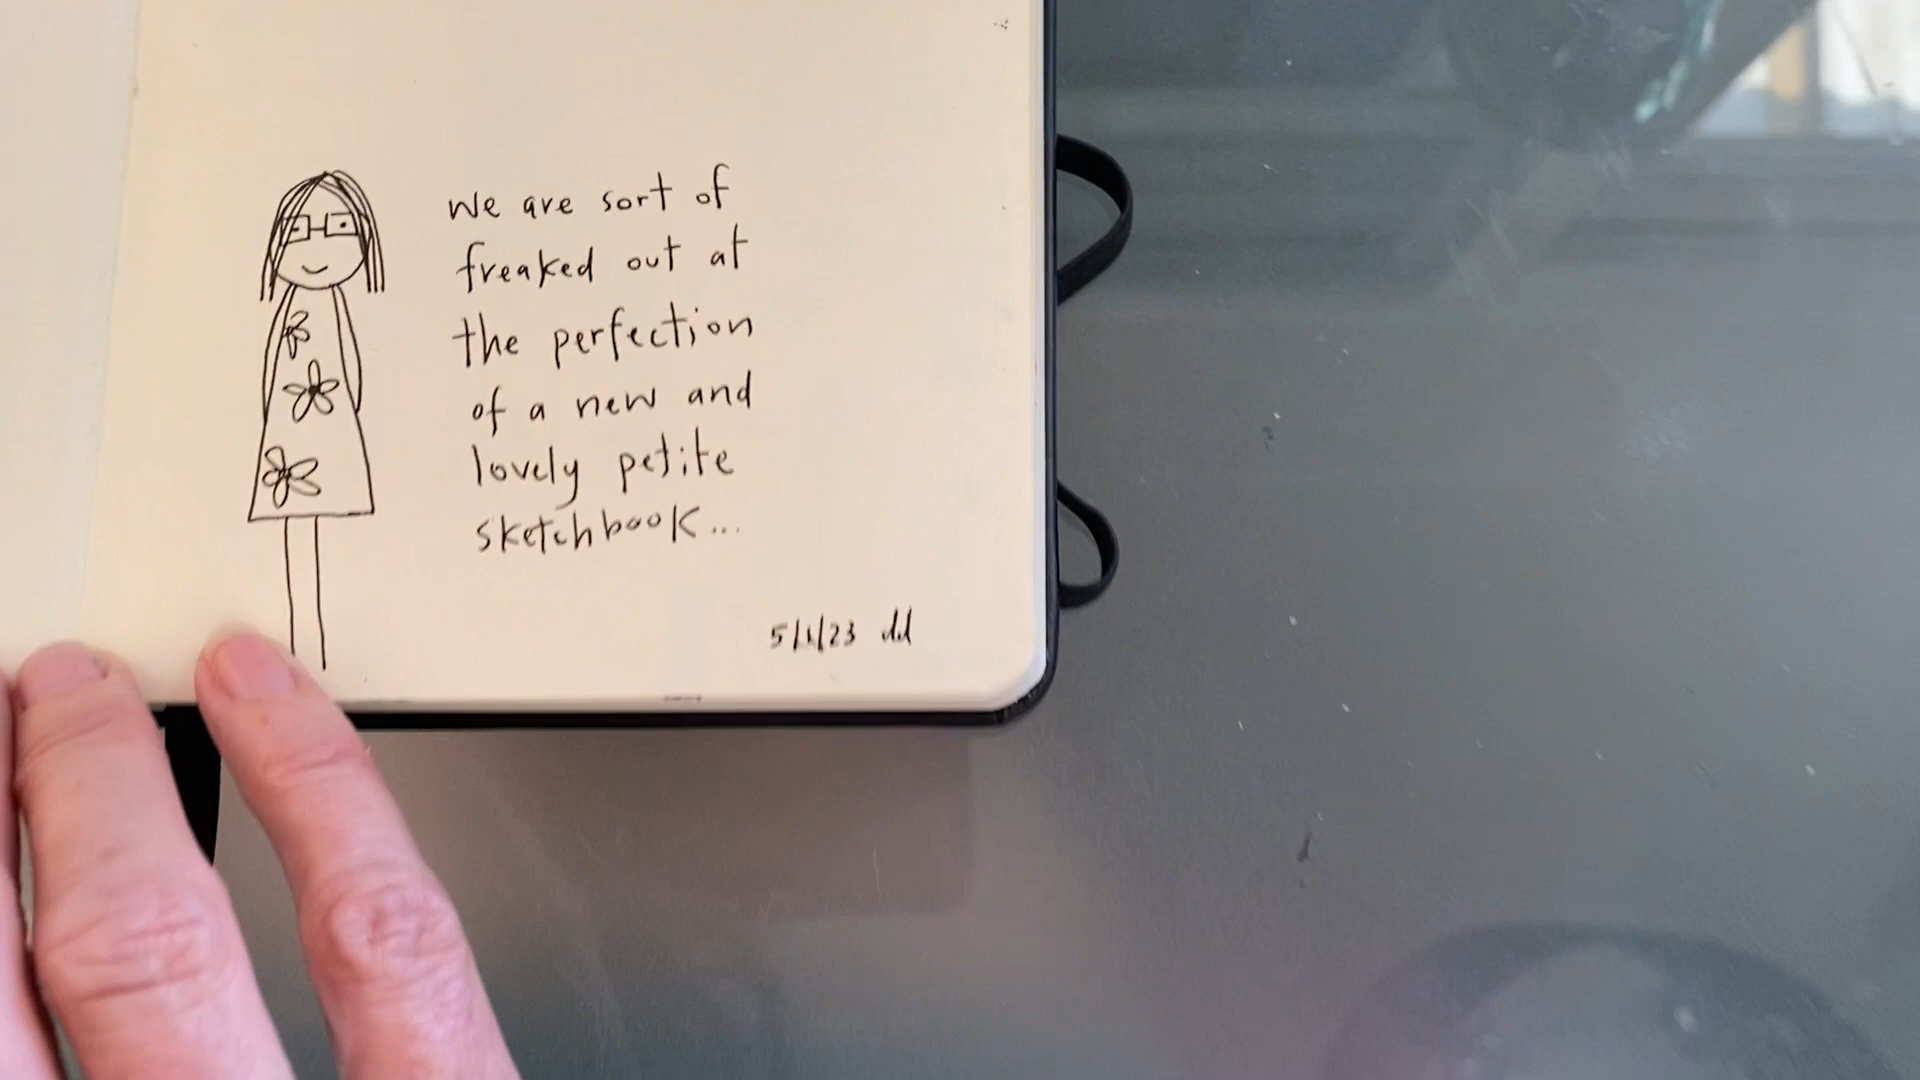 we are sort of
freaked out at
the perfection
of a new and
lovely petite
sketchbook...
5/1/23 dd